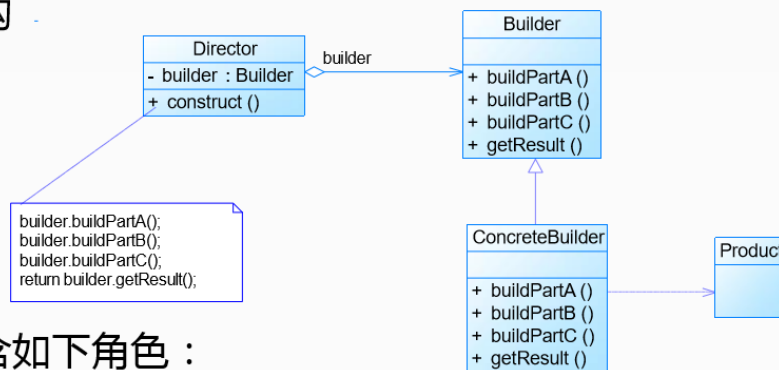 Builder
Director
builder
- builder : Builder
+ buildPartA ()
+ buildPartB ()
+ construct ()
+ buildPartC ()
+ getResult ()
builder.buildPartA();
builder.buildPartB();
builder.buildPartC();
return builder.getResult();
ConcreteBuilder
Product
+ buildPartA ()
+ buildPartB ()
+ buildPartC ()
+ getResult ()
含如下角色：